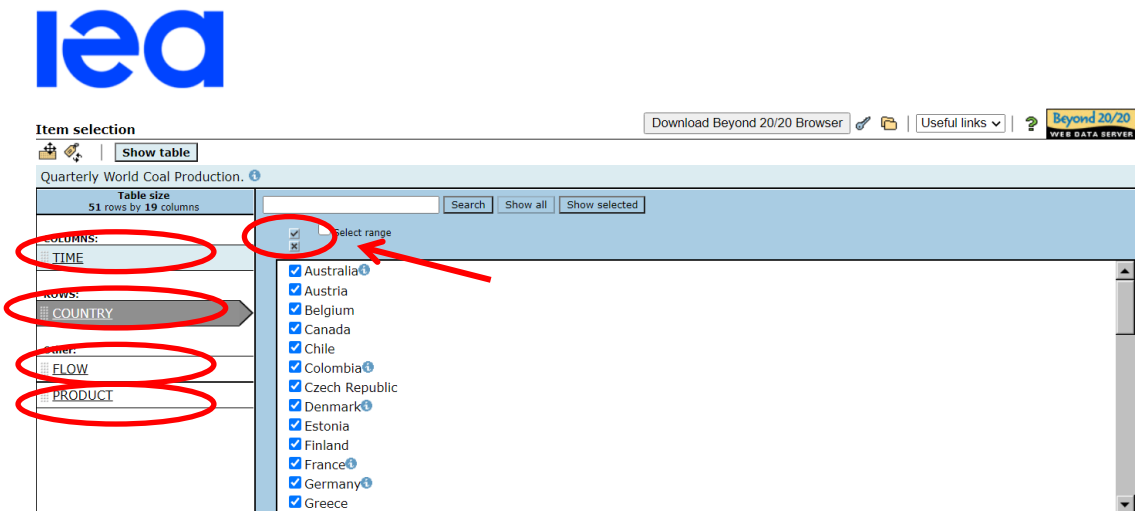 iea
Download Beyond 20/20 Browser | Useful links | ? Beyond 20/20
WEB DATA SERVER
Item selection
| Show table
Quarterly World Coal Production. i
Table size
51 rows by 19 columns
Search Show all Show selected
Select range
COLUMNS:
TIME
ROWS:
COUNTRY
Other:
FLOW
PRODUCT
Australia i
Austria
Belgium
Canada
Chile
Colombia i
Czech Republic
Denmark i
Estonia
Finland
France i
Germany i
Greece